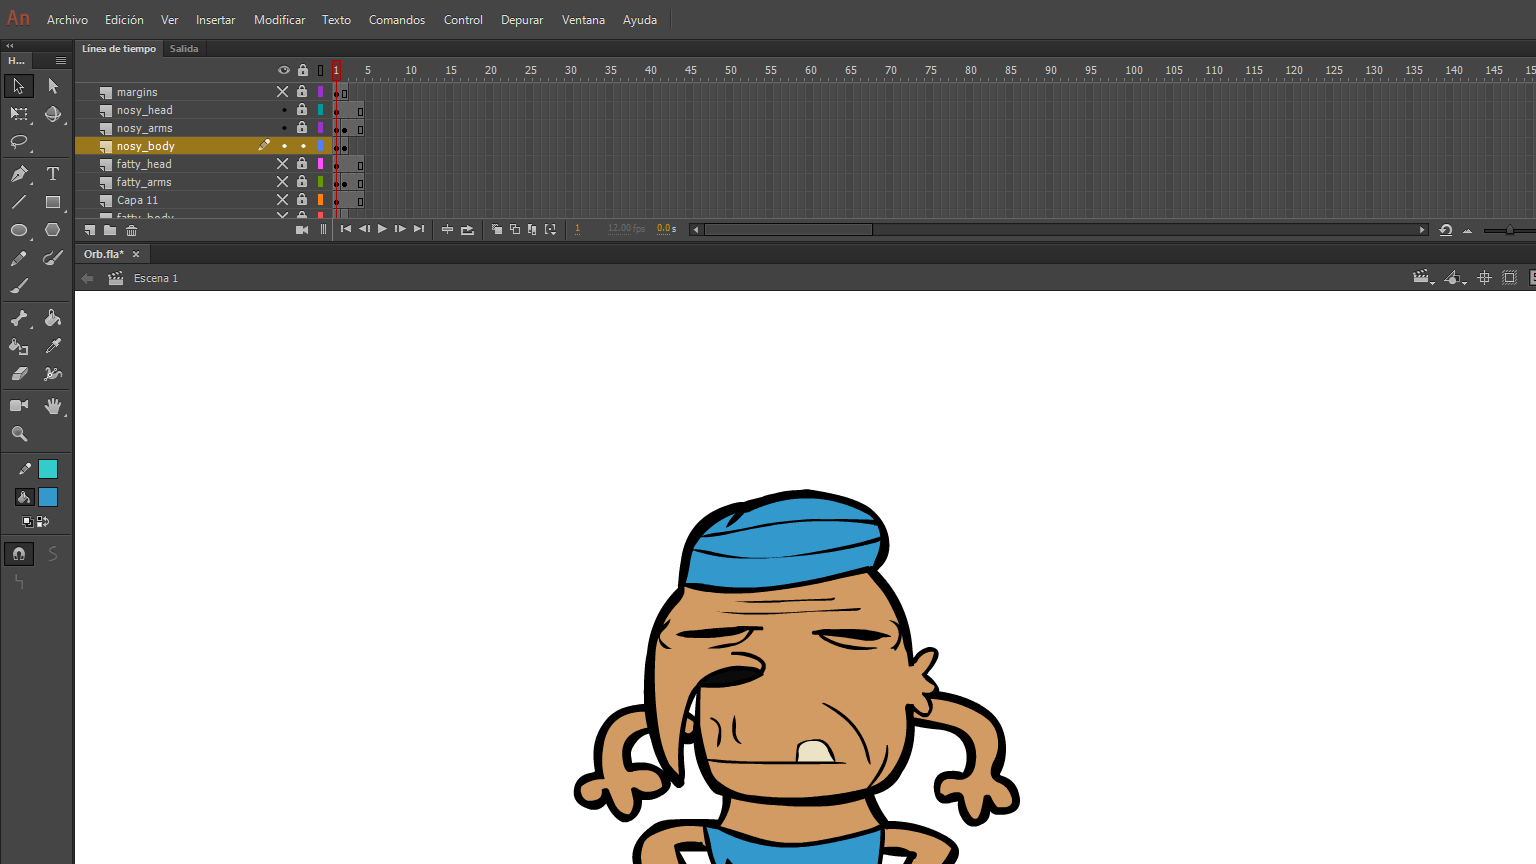 An Archivo Edición Ver Insertar Modificar Texto Comandos Control Depurar Ventana Ayuda
H... Línea de tiempo Salida
1 5 10 15 20 25 30 35 40 45 50 55 60 65 70 75 80 85 90 95 100 105 110 115 120 125 130 135 140 145
margins
nosy_head
nosy_arms
nosy_body
fatty_head
fatty_arms
Capa 11
fatty_body
1 12.00 fps 0.0 s
Orb.fla*
Escena 1